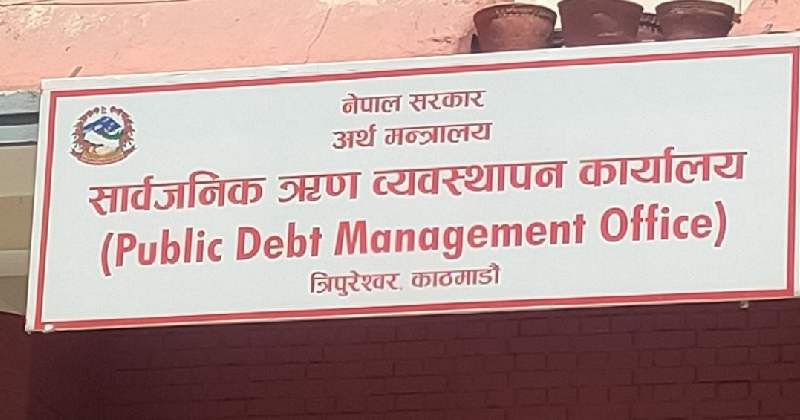 नेपाल सरकार
अर्थ मन्त्रालय
सार्वजनिक ऋण व्यवस्थापन कार्यालय
(Public Debt Management Office)
त्रिपुरेश्वर, काठमाडौं